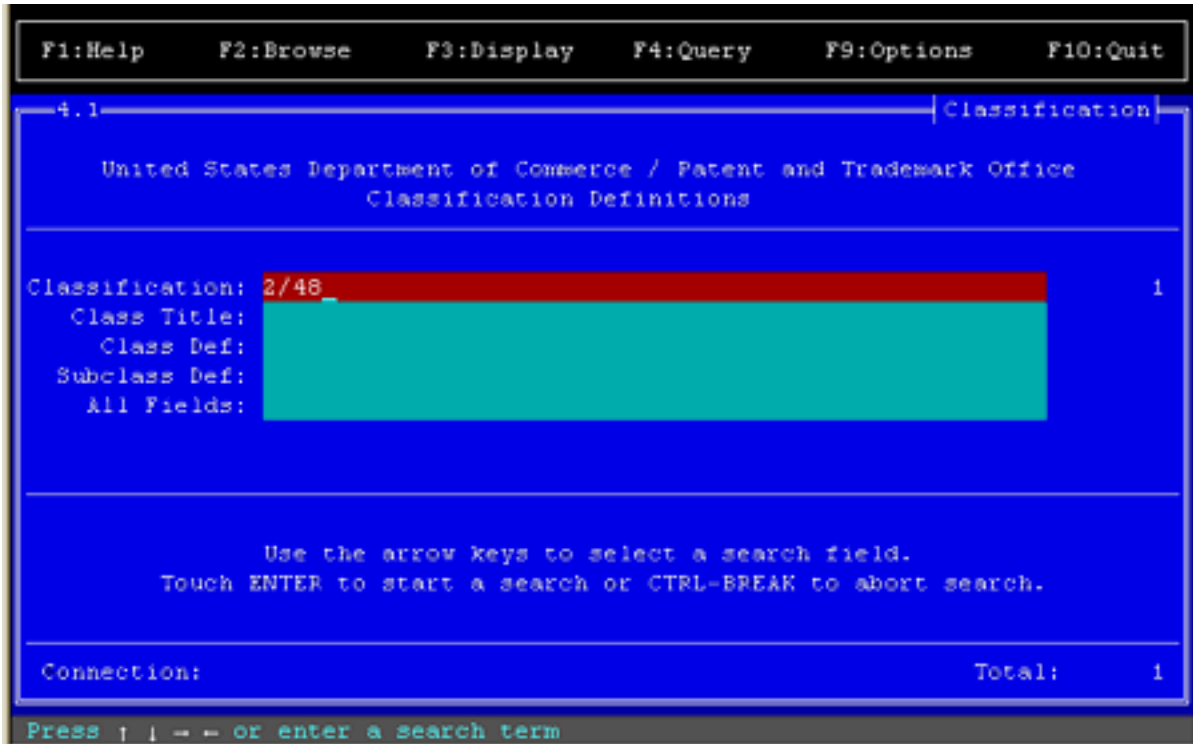 F1:Help F2:Browse F3:Display F4:Query F9:Options F10:Quit
4.1 Classification
United States Department of Commerce / Patent and Trademark Office
Classification Definitions
Classification: 2/48_ 1
Class Title:
Class Def:
Subclass Def:
All Fields:
Use the arrow keys to select a search field.
Touch ENTER to start a search or CTRL-BREAK to abort search.
Connection: Total: 1
Press ↑ ↓ → ← or enter a search term